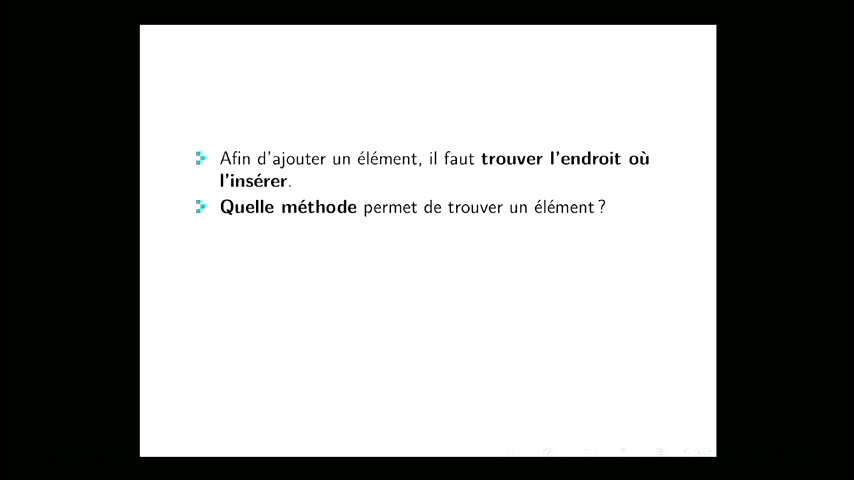 Afin d'ajouter un élément, il faut trouver l'endroit où
l'insérer.
Quelle méthode permet de trouver un élément ?